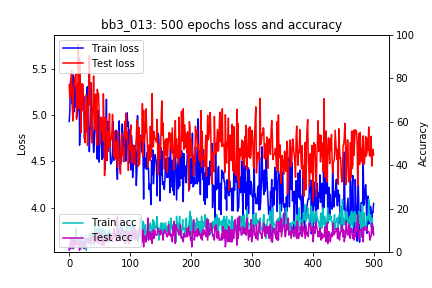 bb3_013: 500 epochs loss and accuracy
Train loss
Test loss
Train acc
Test acc
Loss
5.5
5.0
4.5
4.0
Accuracy
100
80
60
40
20
0
0
100
200
300
400
500